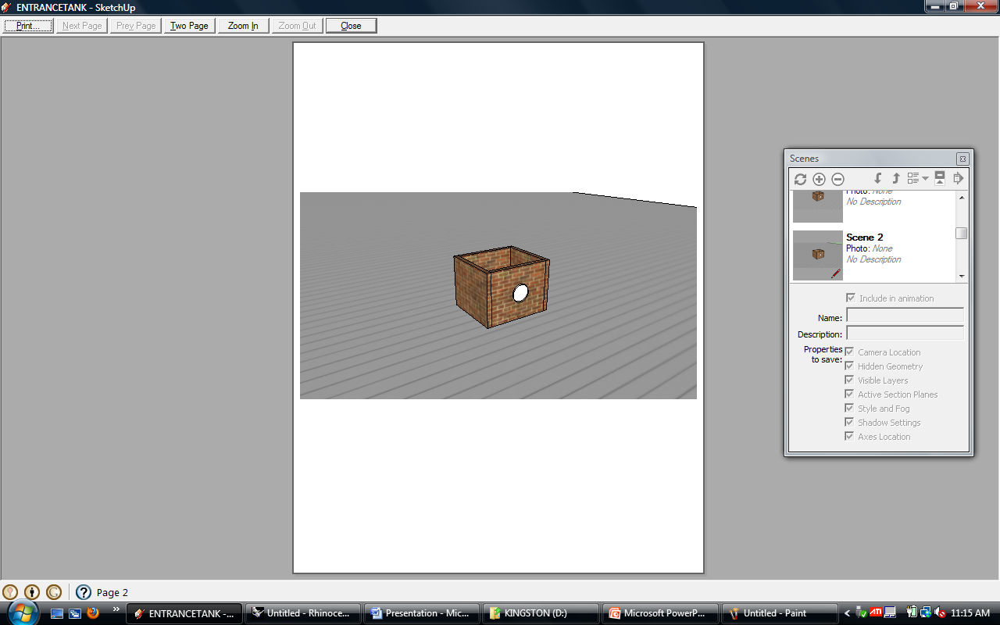 ENTRANCETANK - SketchUp
Print... Next Page Prev Page Two Page Zoom In Zoom Out Close
Scenes
Photo: None
No Description
Scene 2
Photo: None
No Description
Include in animation
Name:
Description:
Properties to save:
Camera Location
Hidden Geometry
Visible Layers
Active Section Planes
Style and Fog
Shadow Settings
Axes Location
Page 2
ENTRANCETANK -... Untitled - Rhinoce... Presentation - Mic... KINGSTON (D:) Microsoft PowerP... Untitled - Paint ATI 11:15 AM